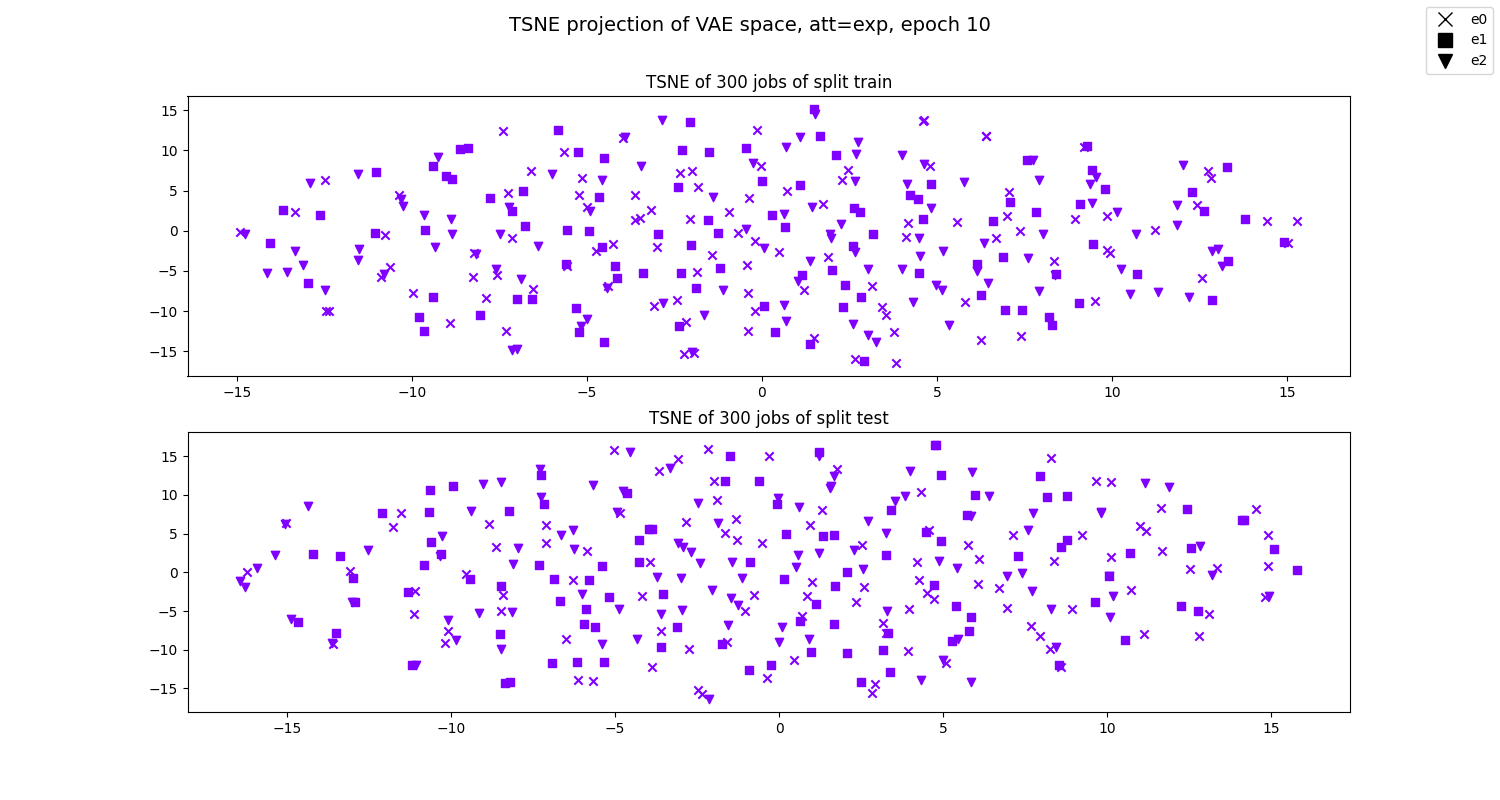 TSNE projection of VAE space, att=exp, epoch 10
e0
e1
e2
TSNE of 300 jobs of split train
15
10
5
0
−5
−10
−15
−15 −10 −5 0 5 10 15
TSNE of 300 jobs of split test
15
10
5
0
−5
−10
−15
−15 −10 −5 0 5 10 15